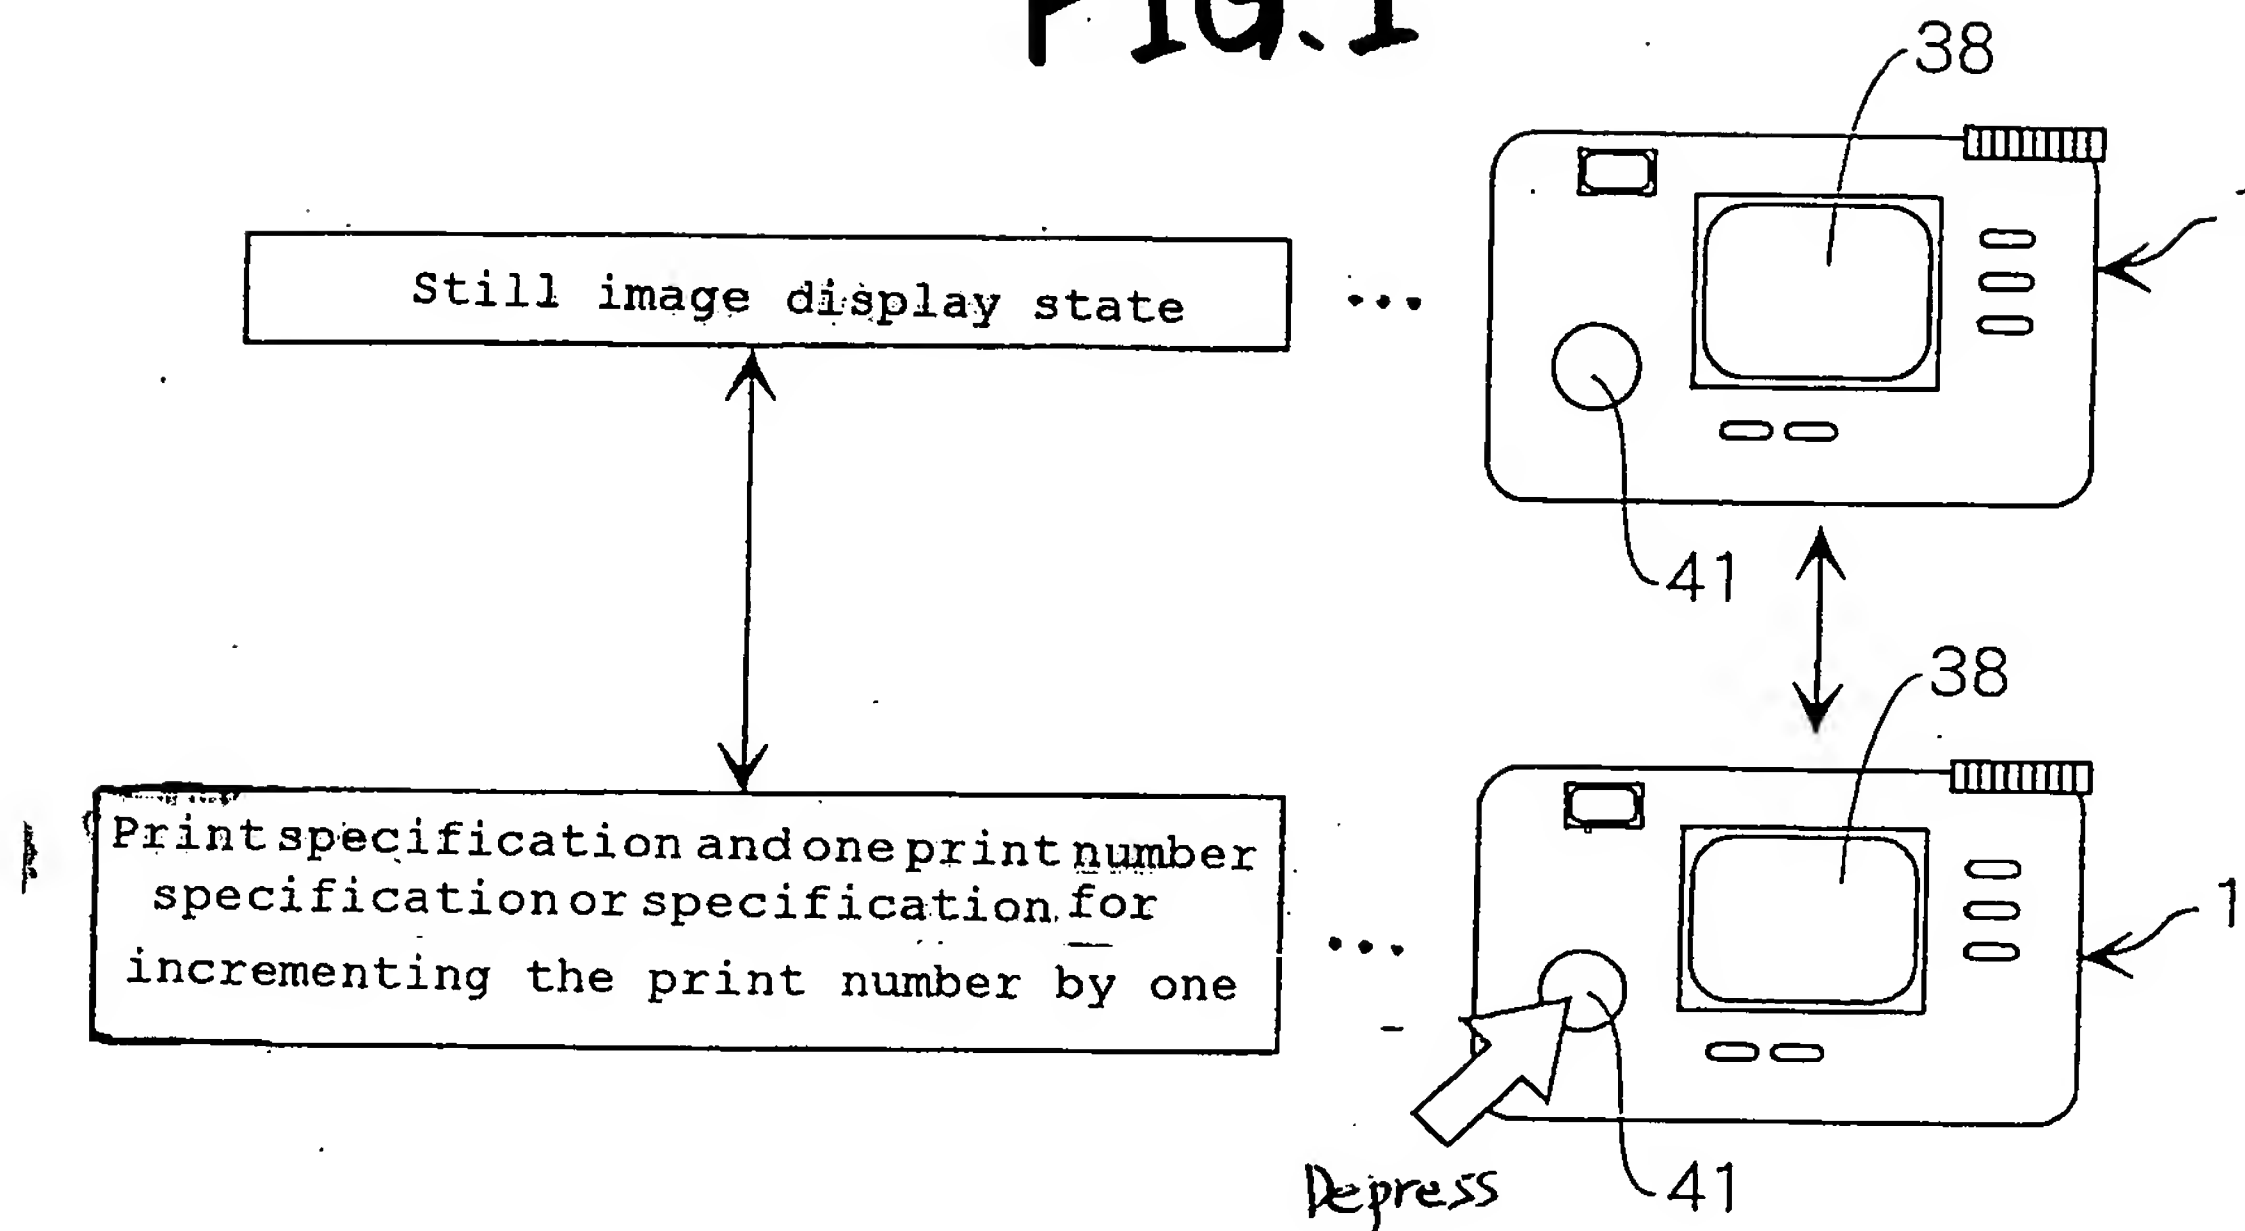 FIG. 1
38
Still image display state
...
41
38
Print specification and one print number
specification or specification for
incrementing the print number by one
...
1
Depress
41